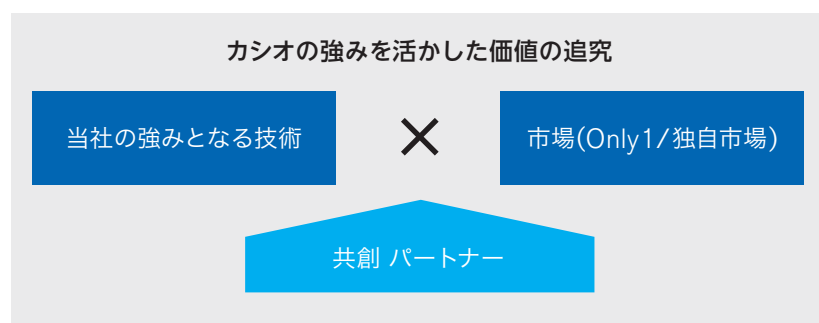 カシオの強みを活かした価値の追究
当社の強みとなる技術
×
市場(Only1/独自市場)
共創 パートナー